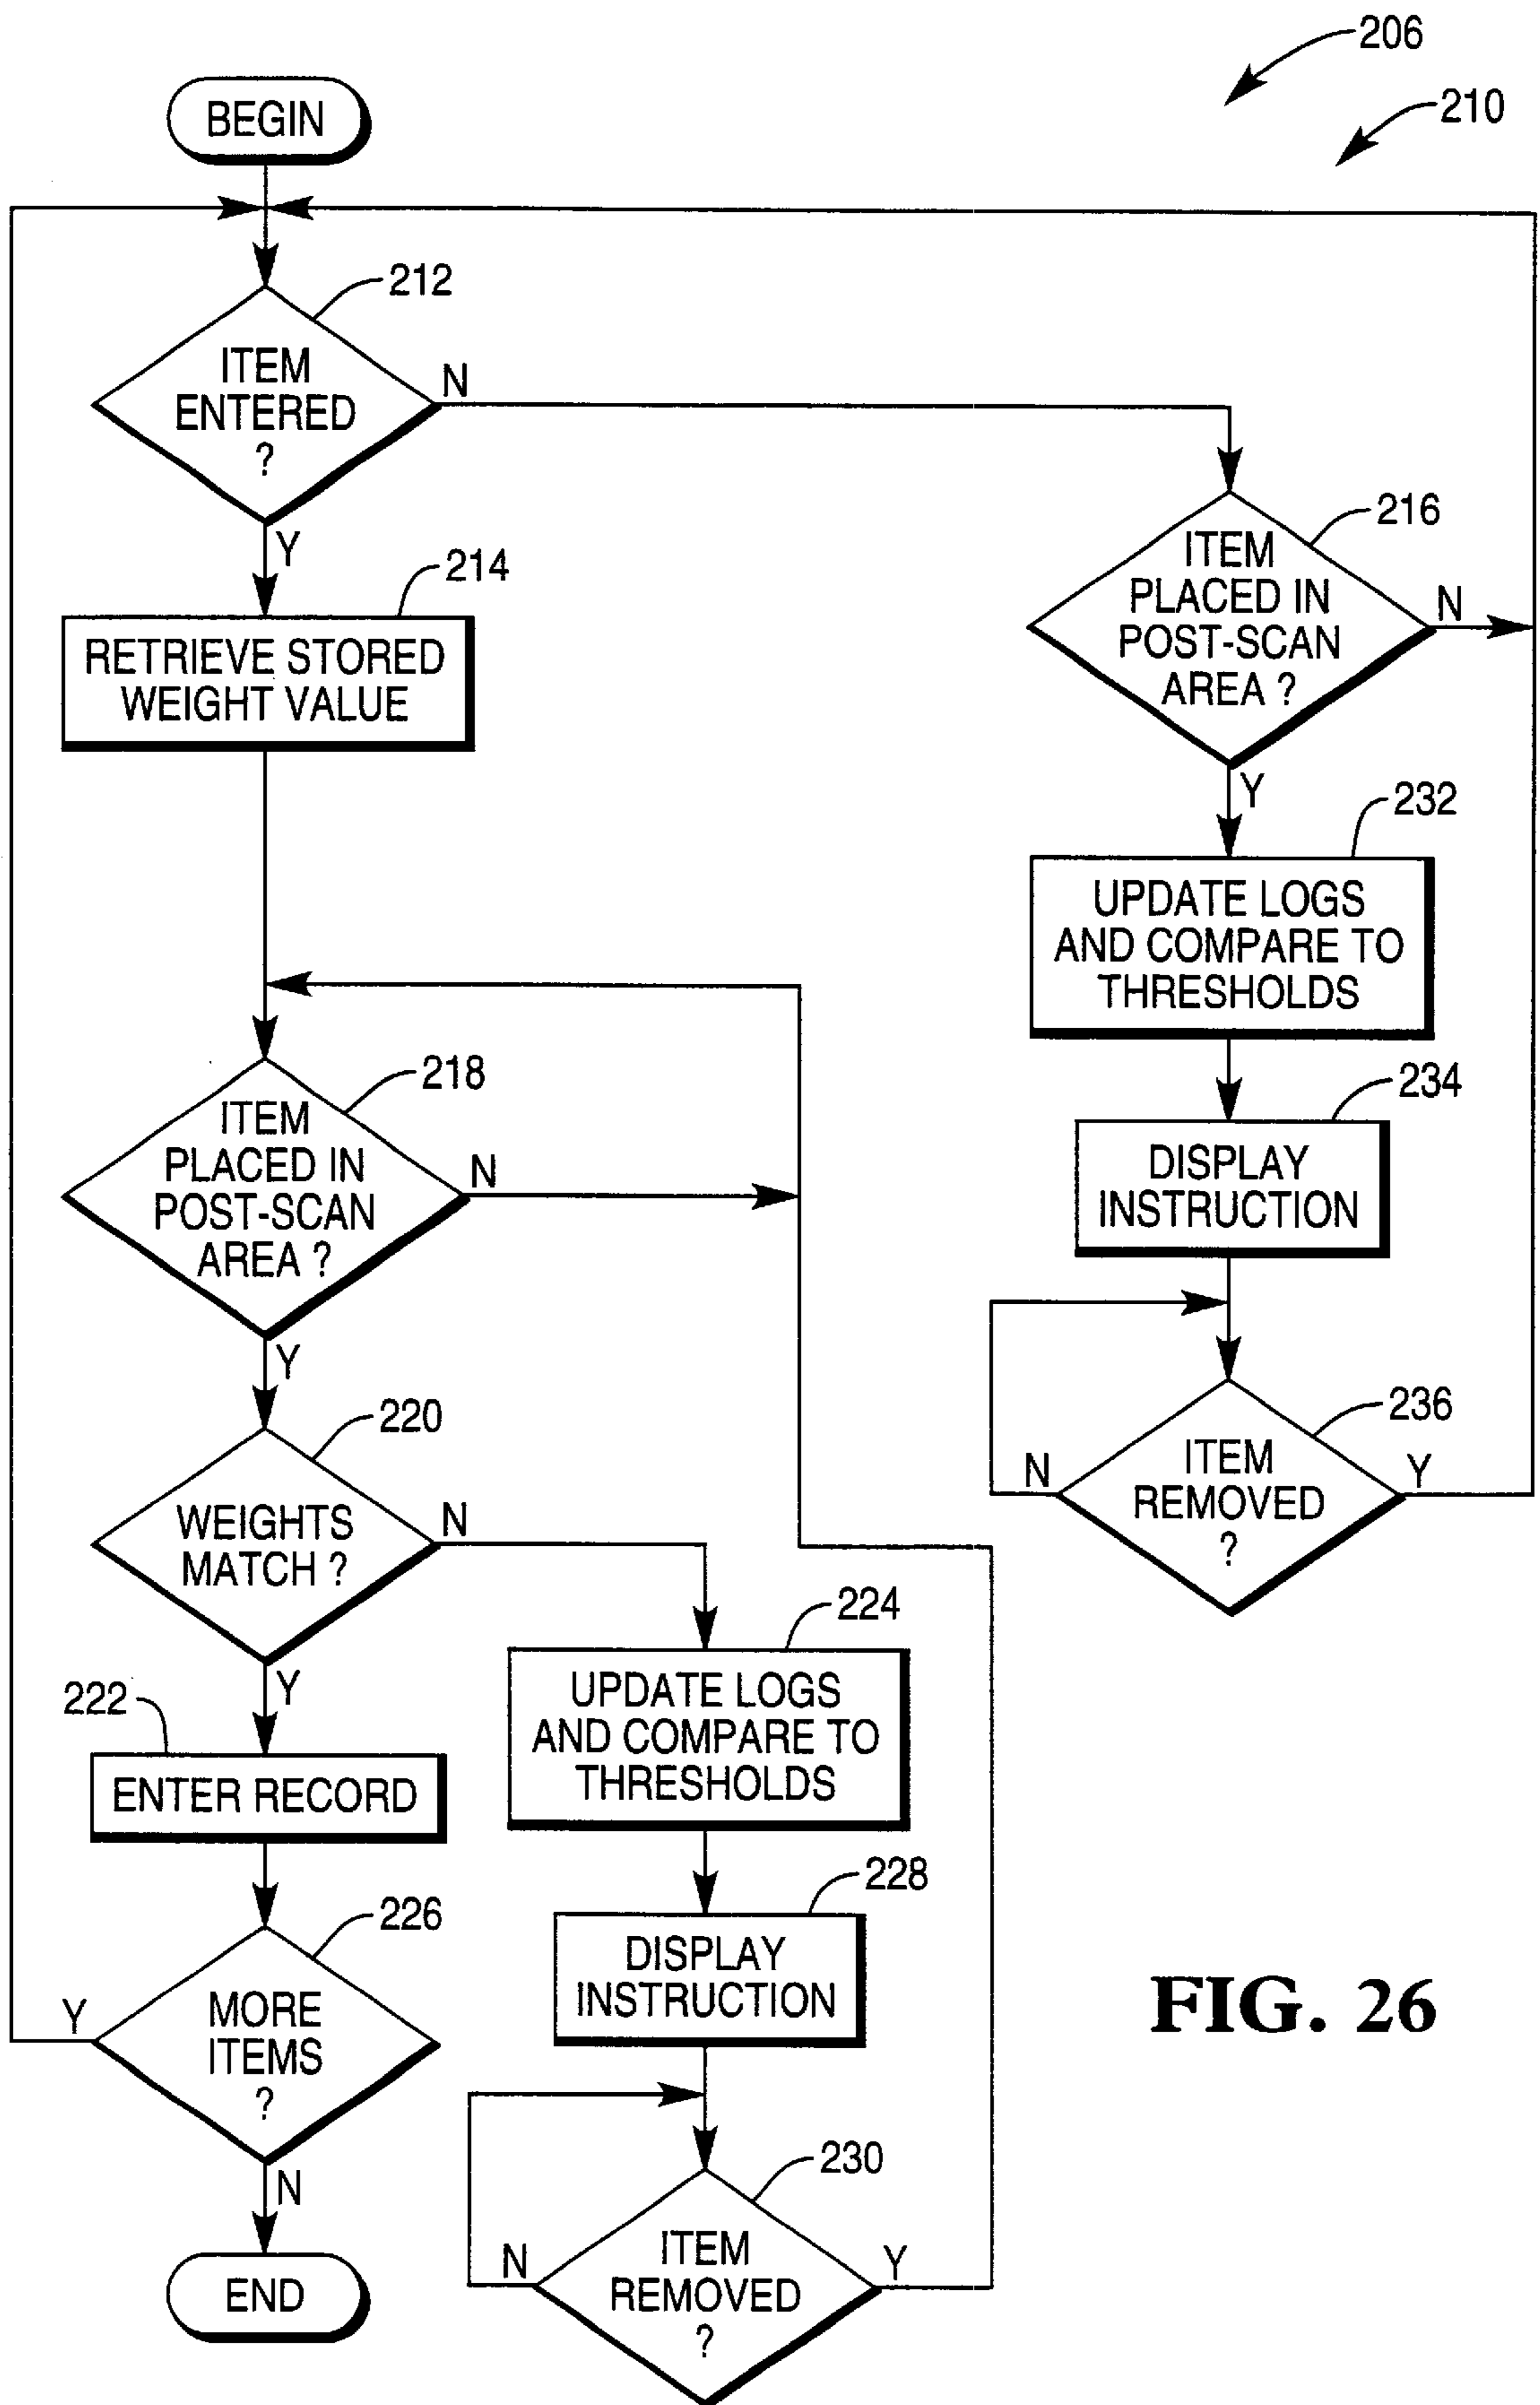 206
210
BEGIN
212
ITEM
ENTERED
?
N
Y
214
RETRIEVE STORED
WEIGHT VALUE
216
ITEM
PLACED IN
POST-SCAN
AREA ?
N
Y
232
UPDATE LOGS
AND COMPARE TO
THRESHOLDS
234
DISPLAY
INSTRUCTION
236
ITEM
REMOVED
?
N
Y
218
ITEM
PLACED IN
POST-SCAN
AREA ?
N
Y
220
WEIGHTS
MATCH ?
N
Y
222
ENTER RECORD
224
UPDATE LOGS
AND COMPARE TO
THRESHOLDS
228
DISPLAY
INSTRUCTION
226
MORE
ITEMS
?
Y
N
END
230
ITEM
REMOVED
?
N
Y
FIG. 26